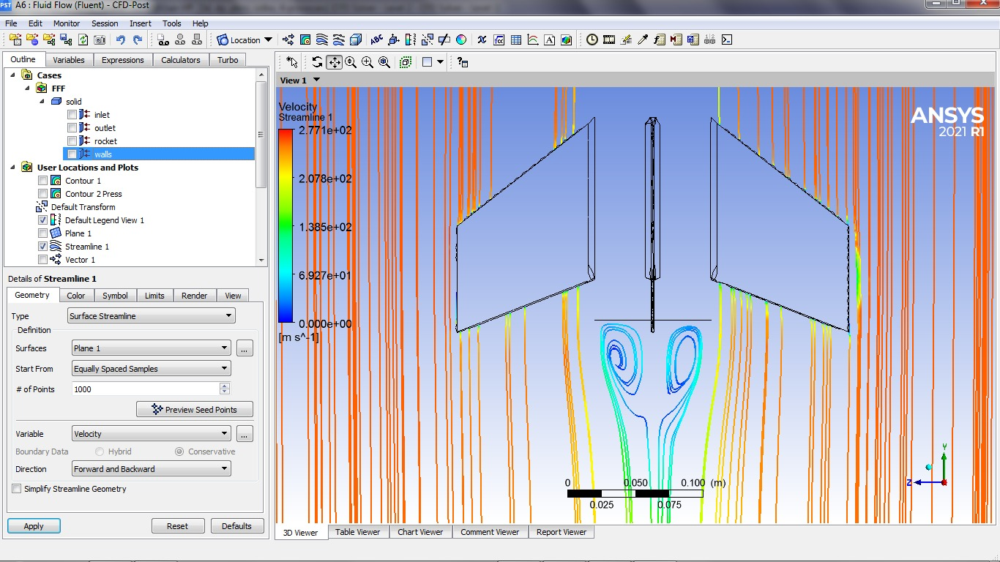 PST A6 : Fluid Flow (Fluent) - CFD-Post
File Edit Monitor Session Insert Tools Help
Location
Outline Variables Expressions Calculators Turbo
Cases
FFF
solid
inlet
outlet
rocket
walls
User Locations and Plots
Contour 1
Contour 2 Press
Default Transform
Default Legend View 1
Plane 1
Streamline 1
Vector 1
Details of Streamline 1
Geometry Color Symbol Limits Render View
Type Surface Streamline
Definition
Surfaces Plane 1 ...
Start From Equally Spaced Samples
# of Points 1000
Preview Seed Points
Variable Velocity ...
Boundary Data Hybrid Conservative
Direction Forward and Backward
Simplify Streamline Geometry
Apply Reset Defaults
View 1
Velocity
Streamline 1
2.771e+02
2.078e+02
1.385e+02
6.927e+01
0.000e+00
[m s^-1]
ANSYS
2021 R1
0 0.050 0.100 (m)
0.025 0.075
Y
Z
3D Viewer Table Viewer Chart Viewer Comment Viewer Report Viewer